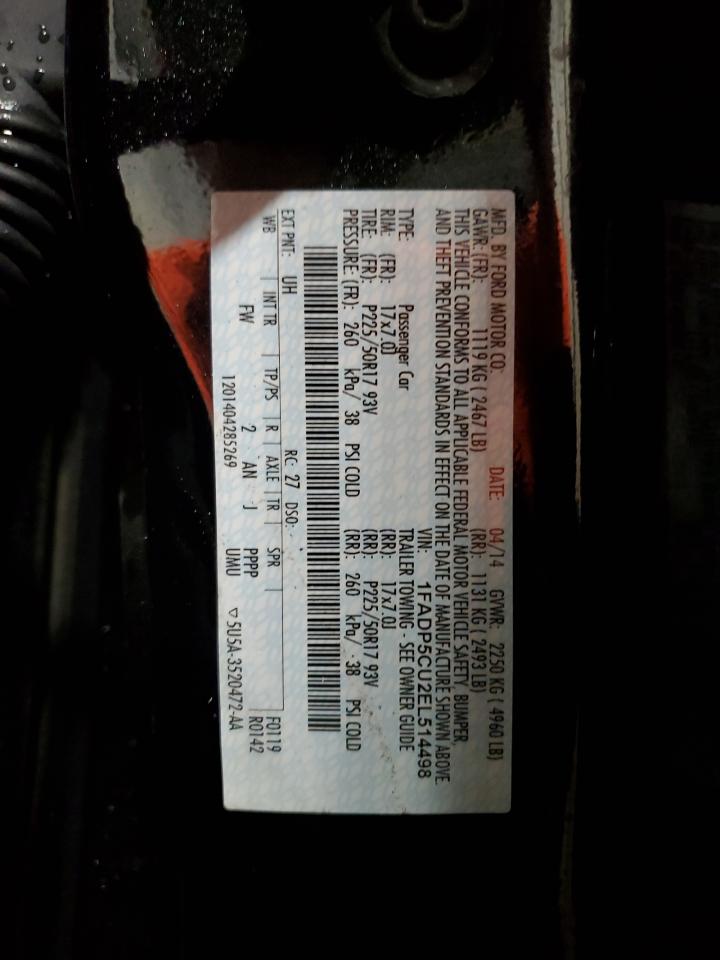 MFD. BY FORD MOTOR CO. DATE: 04/14 GVWR: 2250 KG ( 4960 LB)
GAWR: (FR): 1119 KG ( 2467 LB) (RR): 1131 KG ( 2493 LB)
THIS VEHICLE CONFORMS TO ALL APPLICABLE FEDERAL MOTOR VEHICLE SAFETY, BUMPER,
AND THEFT PREVENTION STANDARDS IN EFFECT ON THE DATE OF MANUFACTURE SHOWN ABOVE.
VIN: 1FADP5CU2EL514498
TYPE: Passenger Car TRAILER TOWING - SEE OWNER GUIDE
RIM: (FR): 17x7.0J (RR): 17x7.0J
TIRE: (FR): P225/50R17 93V (RR): P225/50R17 93V
PRESSURE: (FR): 260 kPa/ 38 PSI COLD (RR): 260 kPa/ 38 PSI COLD
EXT PNT: UH RC: 27 DSO:
WB | INT TR | TP/PS | R | AXLE | TR | SPR | F0119
FW 2 AN J PPPP R0142
1201404285269 UMU ▽ 5U5A-3520472-AA